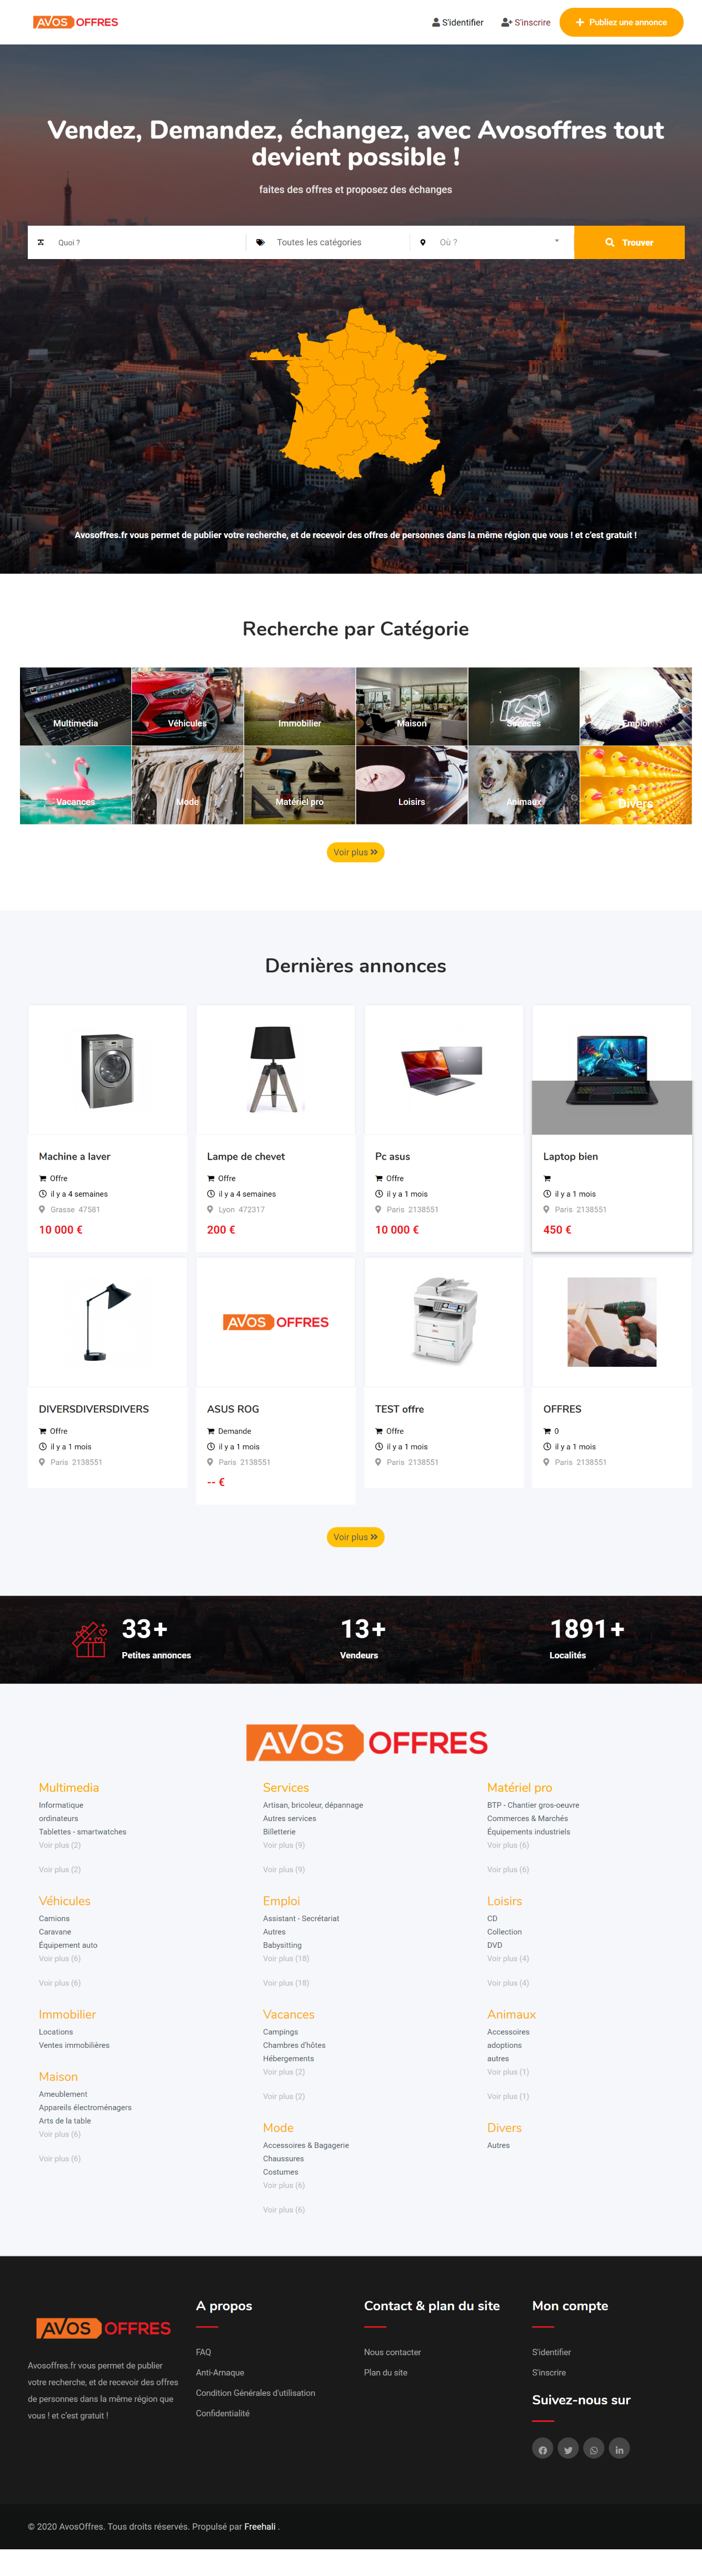 AVOS OFFRES
S'identifier
S'inscrire
Publiez une annonce
Vendez, Demandez, échangez, avec Avosoffres tout
devient possible !
faites des offres et proposez des échanges
Quoi ?
Toutes les catégories
Où ?
Trouver
Avosoffres.fr vous permet de publier votre recherche, et de recevoir des offres de personnes dans la même région que vous ! et c'est gratuit !
Recherche par Catégorie
Multimedia
Véhicules
Immobilier
Maison
Services
Emploi
Vacances
Mode
Matériel pro
Loisirs
Animaux
Divers
Voir plus
Dernières annonces
Machine a laver
Offre
il y a 4 semaines
Grasse 47581
10 000 €
Lampe de chevet
Offre
il y a 4 semaines
Lyon 472317
200 €
Pc asus
Offre
il y a 1 mois
Paris 2138551
10 000 €
Laptop bien
il y a 1 mois
Paris 2138551
450 €
DIVERSDIVERSDIVERS
Offre
il y a 1 mois
Paris 2138551
AVOS OFFRES
ASUS ROG
Demande
il y a 1 mois
Paris 2138551
-- €
TEST offre
Offre
il y a 1 mois
Paris 2138551
OFFRES
0
il y a 1 mois
Paris 2138551
Voir plus
33+
Petites annonces
13+
Vendeurs
1891+
Localités
AVOS OFFRES
Multimedia
Informatique
ordinateurs
Tablettes - smartwatches
Voir plus (2)
Voir plus (2)
Véhicules
Camions
Caravane
Équipement auto
Voir plus (6)
Voir plus (6)
Immobilier
Locations
Ventes immobilières
Maison
Ameublement
Appareils électroménagers
Arts de la table
Voir plus (6)
Voir plus (6)
Services
Artisan, bricoleur, dépannage
Autres services
Billetterie
Voir plus (9)
Voir plus (9)
Emploi
Assistant - Secrétariat
Autres
Babysitting
Voir plus (18)
Voir plus (18)
Vacances
Campings
Chambres d'hôtes
Hébergements
Voir plus (2)
Voir plus (2)
Mode
Accessoires & Bagagerie
Chaussures
Costumes
Voir plus (6)
Voir plus (6)
Matériel pro
BTP - Chantier gros-oeuvre
Commerces & Marchés
Équipements industriels
Voir plus (6)
Voir plus (6)
Loisirs
CD
Collection
DVD
Voir plus (4)
Voir plus (4)
Animaux
Accessoires
adoptions
autres
Voir plus (1)
Voir plus (1)
Divers
Autres
AVOS OFFRES
Avosoffres.fr vous permet de publier
votre recherche, et de recevoir des offres
de personnes dans la même région que
vous ! et c'est gratuit !
A propos
FAQ
Anti-Arnaque
Condition Générales d'utilisation
Confidentialité
Contact & plan du site
Nous contacter
Plan du site
Mon compte
S'identifier
S'inscrire
Suivez-nous sur
© 2020 AvosOffres. Tous droits réservés. Propulsé par Freehali .